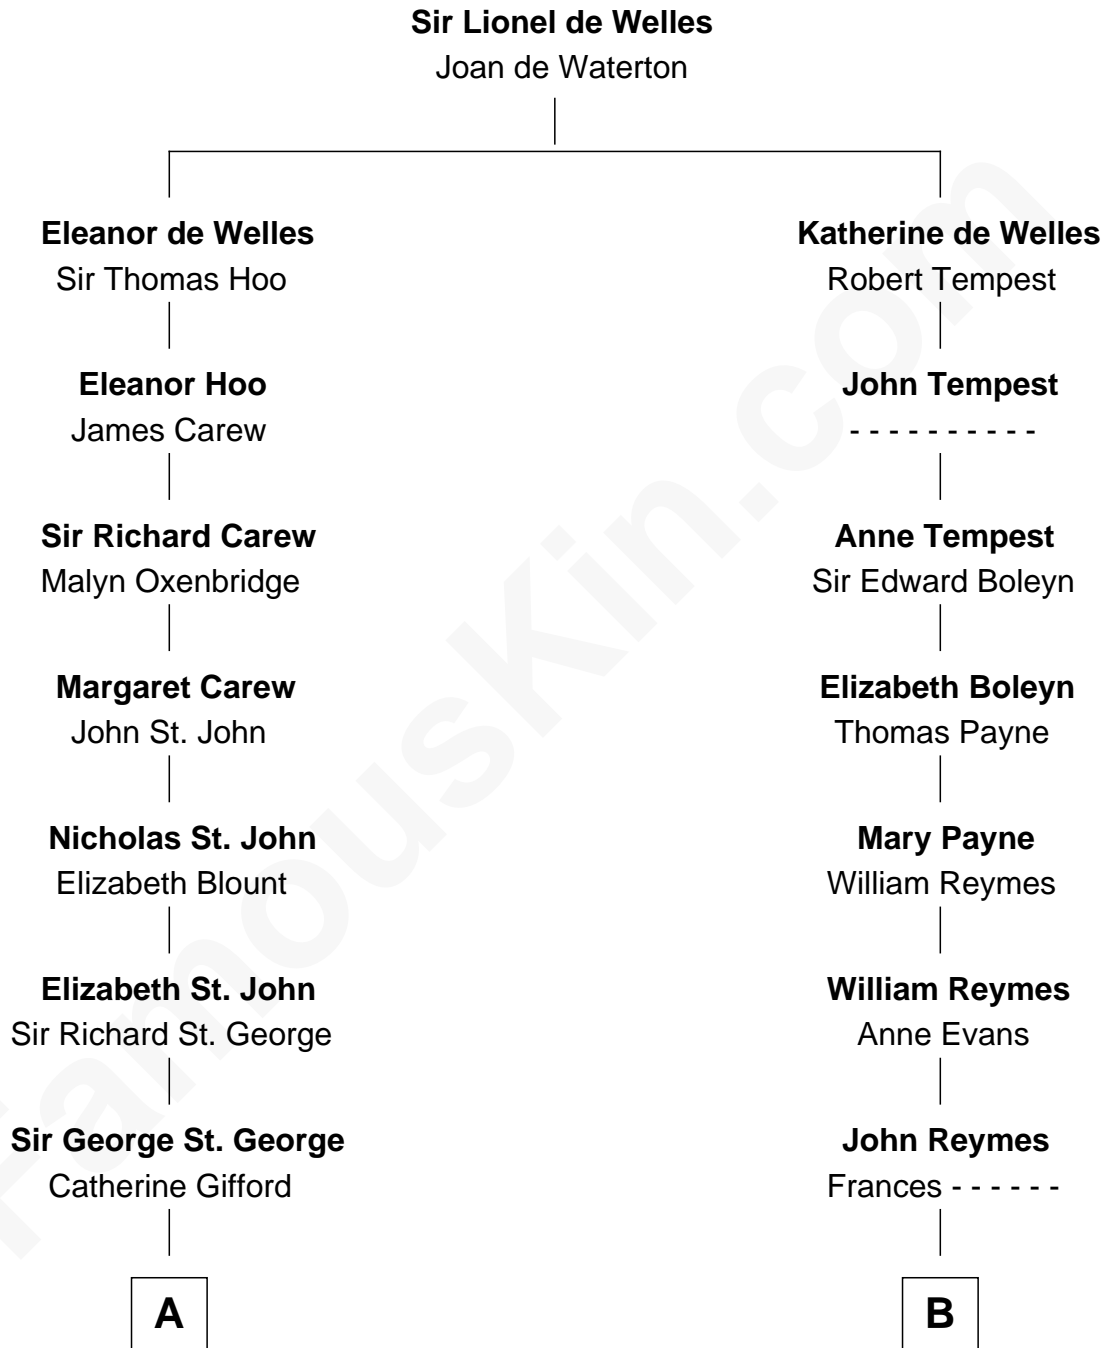 Sir Lionel de Welles
Joan de Waterton
Eleanor de Welles
Sir Thomas Hoo
Katherine de Welles
Robert Tempest
Eleanor Hoo
James Carew
John Tempest
- - - - - - - - - -
Sir Richard Carew
Malyn Oxenbridge
Anne Tempest
Sir Edward Boleyn
Margaret Carew
John St. John
Elizabeth Boleyn
Thomas Payne
Nicholas St. John
Elizabeth Blount
Mary Payne
William Reymes
Elizabeth St. John
Sir Richard St. George
William Reymes
Anne Evans
Sir George St. George
Catherine Gifford
John Reymes
Frances - - - - - -
A
B
FamousKin.com